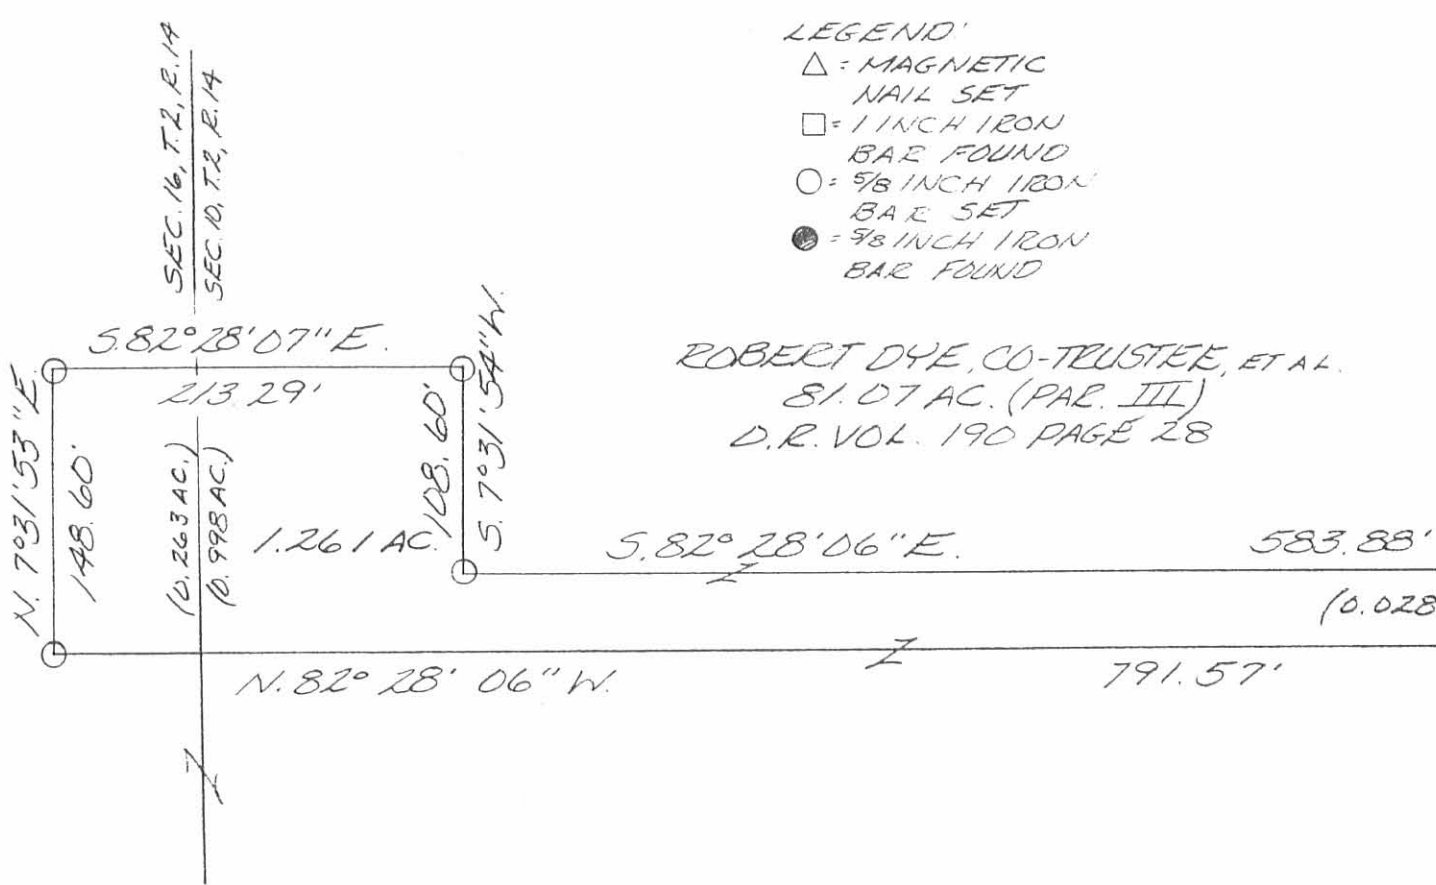 LEGEND
△ = MAGNETIC
NAIL SET
□ = 1 INCH IRON
BAR FOUND
○ = 5/8 INCH IRON
BAR SET
● = 5/8 INCH IRON
BAR FOUND
SEC. 16, T.2, R.14
SEC. 10, T.2, R.14
S.82°28'07"E.
213.29'
N. 7°31'53"E.
148.60'
108.60'
S. 7°31'54"W.
ROBERT DYE, CO-TRUSTEE, ET AL.
81.07 AC. (PAR. III)
D.R. VOL. 190 PAGE 28
(0.263 AC.)
(0.998 AC.)
1.261 AC.
S.82° 28'06"E.
583.88'
(0.028
N.82° 28' 06" W.
791.57'